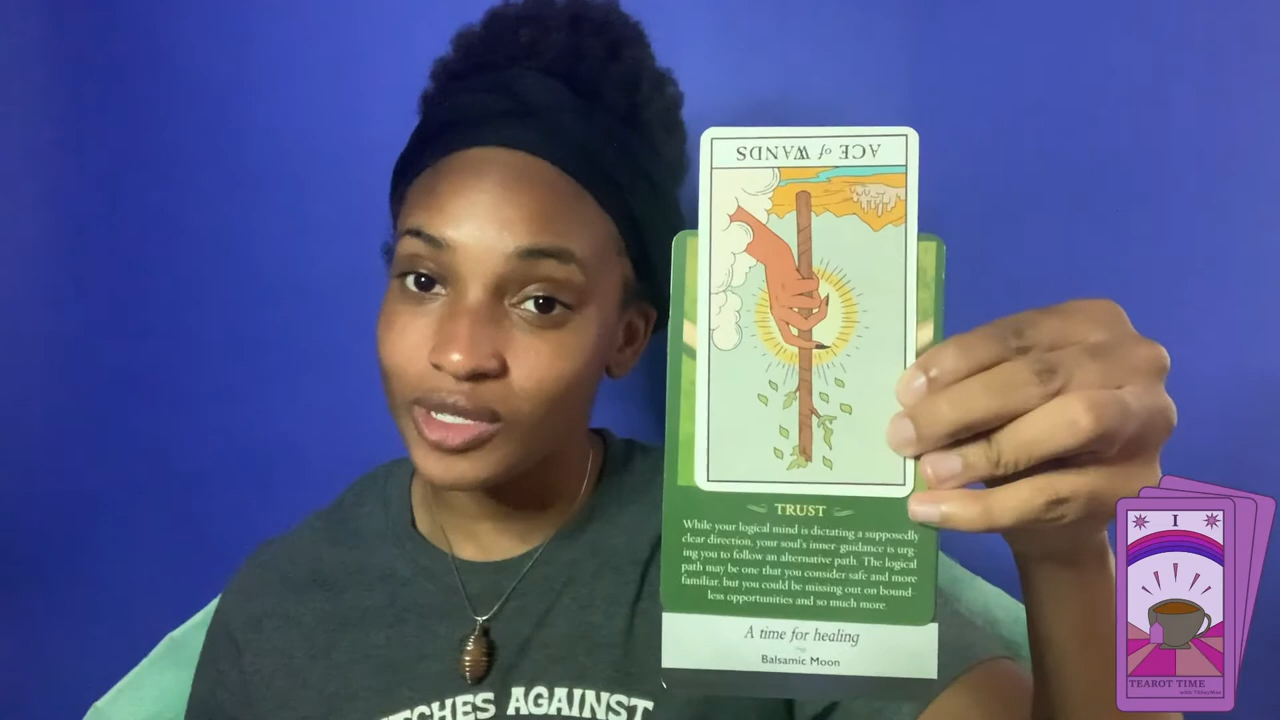 ACE of WANDS
TRUST
While your logical mind is dictating a supposedly
clear direction, your soul's inner-guidance is urg-
ing you to follow an alternative path. The logical
path may be one that you consider safe and more
familiar, but you could be missing out on bound-
less opportunities and so much more.
A time for healing
Balsamic Moon
AGAINST
I
TEAROT TIME
with